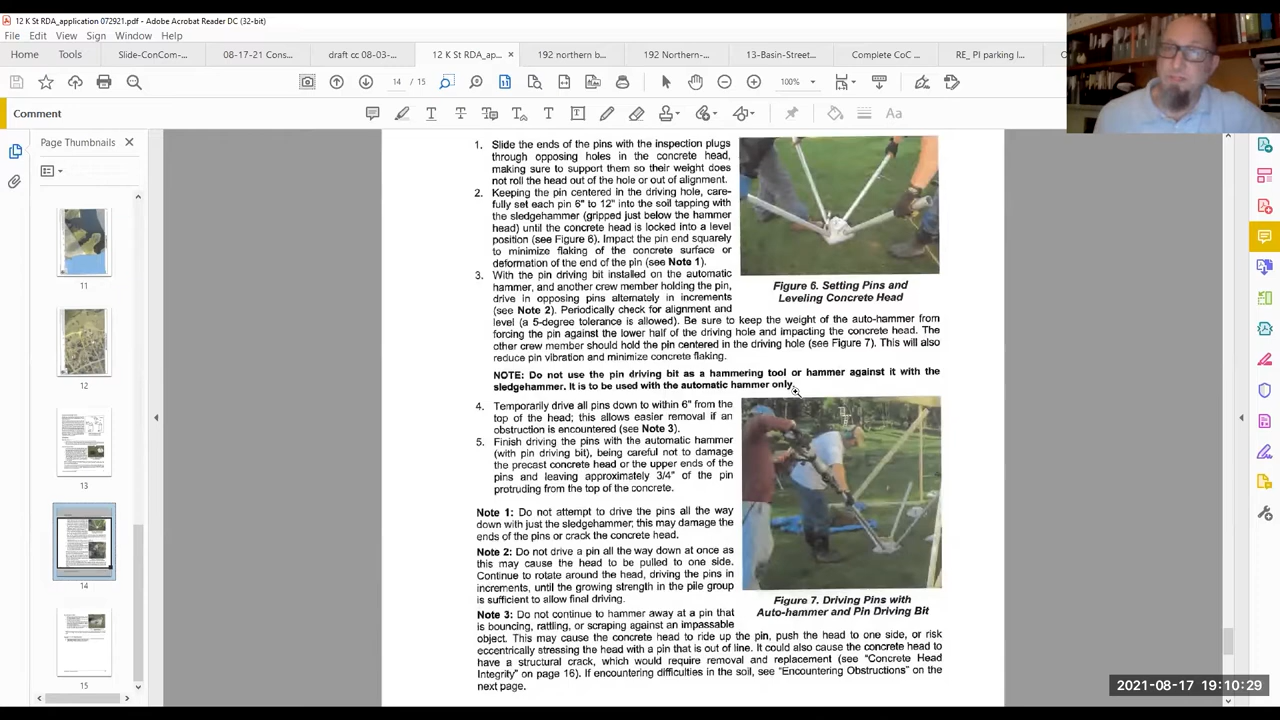 12 K St RDA_application 072921.pdf - Adobe Acrobat Reader DC (32-bit)
File Edit View Sign Window Help
Home Tools Slide-ConCom-... 08-17-21 Cons... draft cc 08-03-... 12 K St RDA_ap... × 192 northern b... 192 Northern-... 13-Basin-Street... Complete CoC ... RE_ PI parking l...
14 / 15 100%
Comment
Page Thumbnails
11
12
13
14
15
1. Slide the ends of the pins with the inspection plugs
through opposing holes in the concrete head,
making sure to support them so their weight does
not roll the head out of the hole or out of alignment.
2. Keeping the pin centered in the driving hole, care-
fully set each pin 6" to 12" into the soil tapping with
the sledgehammer (gripped just below the hammer
head) until the concrete head is locked into a level
position (see Figure 6). Impact the pin end squarely
to minimize flaking of the concrete surface or
deformation of the end of the pin (see Note 1).
3. With the pin driving bit installed on the automatic
hammer, and another crew member holding the pin,
drive in opposing pins alternately in increments
(see Note 2). Periodically check for alignment and
level (a 5-degree tolerance is allowed). Be sure to keep the weight of the auto-hammer from
forcing the pin against the lower half of the driving hole and impacting the concrete head. The
other crew member should hold the pin centered in the driving hole (see Figure 7). This will also
reduce pin vibration and minimize concrete flaking.
Figure 6. Setting Pins and
Leveling Concrete Head
NOTE: Do not use the pin driving bit as a hammering tool or hammer against it with the
sledgehammer. It is to be used with the automatic hammer only.
4. Temporarily drive all pins down to within 6" from the
top of the head; this allows easier removal if an
obstruction is encountered (see Note 3).
5. Finish driving the pins with the automatic hammer
(with pin driving bit), being careful not to damage
the precast concrete head or the upper ends of the
pins and leaving approximately 3/4" of the pin
protruding from the top of the concrete.
Note 1: Do not attempt to drive the pins all the way
down with just the sledgehammer; this may damage the
ends of the pins or crack the concrete head.
Note 2: Do not drive a pin all the way down at once as
this may cause the head to be pulled to one side.
Continue to rotate around the head, driving the pins in
increments, until the growing strength in the pile group
is sufficient to allow final driving.
Figure 7. Driving Pins with
Auto-hammer and Pin Driving Bit
Note 3: Do not continue to hammer away at a pin that
is bouncing, rattling, or scraping against an impassable
object. This may cause the concrete head to ride up the pin, push the head to one side, or risk
eccentrically stressing the head with a pin that is out of line. It could also cause the concrete head to
have a structural crack, which would require removal and replacement (see "Concrete Head
Integrity" on page 16). If encountering difficulties in the soil, see "Encountering Obstructions" on the
next page.
2021-08-17 19:10:29